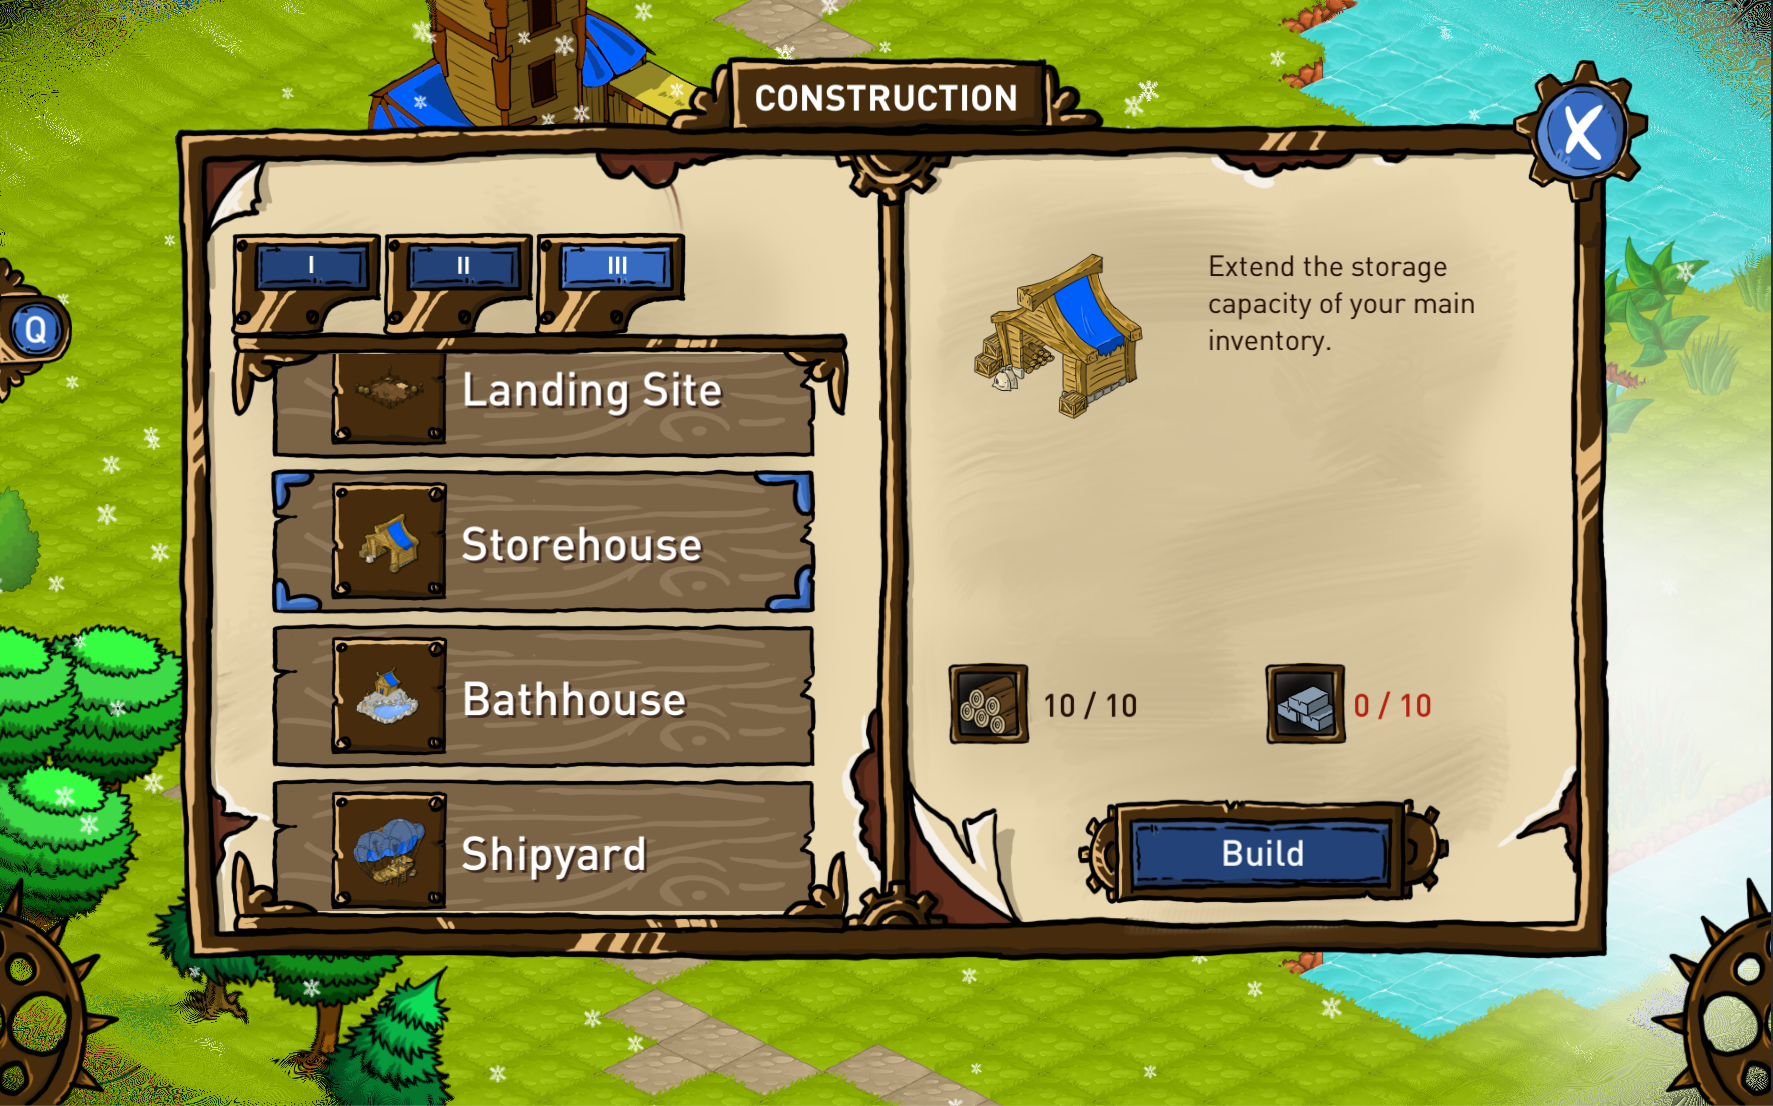 CONSTRUCTION
X
Q
I
II
III
Landing Site
Storehouse
Bathhouse
Shipyard
Extend the storage
capacity of your main
inventory.
10 / 10
0 / 10
Build